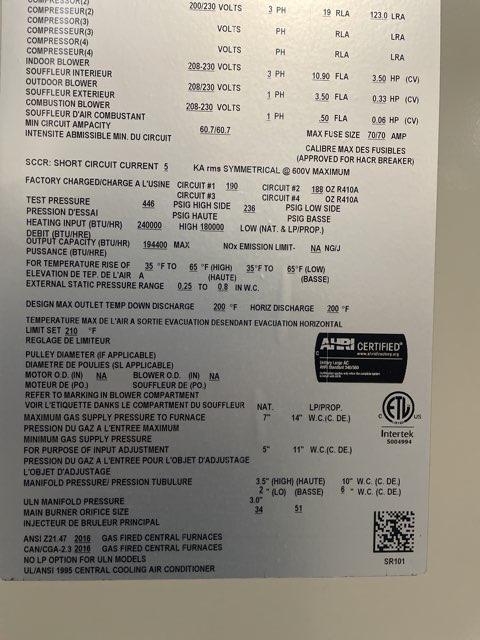 COMPRESSOR(2)
COMPRESSEUR(2) 200/230 VOLTS 3 PH 19 RLA 123.0 LRA
COMPRESSOR(3)
COMPRESSEUR(3) VOLTS PH RLA LRA
COMPRESSOR(4)
COMPRESSEUR(4) VOLTS PH RLA LRA
INDOOR BLOWER
SOUFFLEUR INTERIEUR 208-230 VOLTS 3 PH 10.90 FLA 3.50 HP (CV)
OUTDOOR BLOWER
SOUFFLEUR EXTERIEUR 208/230 VOLTS 1 PH 3.50 FLA 0.33 HP (CV)
COMBUSTION BLOWER
SOUFFLEUR D'AIR COMBUSTANT 208-230 VOLTS 1 PH .50 FLA 0.06 HP (CV)
MIN CIRCUIT AMPACITY 60.7/60.7 MAX FUSE SIZE 70/70 AMP
INTENSITE ABMISSIBLE MIN. DU CIRCUIT
CALIBRE MAX DES FUSIBLES
(APPROVED FOR HACR BREAKER)
SCCR: SHORT CIRCUIT CURRENT 5 KA rms SYMMETRICAL @ 600V MAXIMUM
FACTORY CHARGED/CHARGE A L'USINE CIRCUIT #1 190 CIRCUIT #2 188 OZ R410A
CIRCUIT #3 CIRCUIT #4 OZ R410A
TEST PRESSURE 446 PSIG HIGH SIDE 236 PSIG LOW SIDE
PRESSION D'ESSAI PSIG HAUTE PSIG BASSE
HEATING INPUT (BTU/HR) 240000 HIGH 180000 LOW (NAT. & LP/PROP.)
DEBIT (BTU/HR)
OUTPUT CAPACITY (BTU/HR) 194400 MAX NOx EMISSION LIMIT- NA NG/J
PUISSANCE (BTU/HR)
FOR TEMPERATURE RISE OF 35 °F TO 65 °F (HIGH) 35°F TO 65°F (LOW)
ELEVATION DE TEP. DE L'AIR A (HAUTE) (BASSE)
EXTERNAL STATIC PRESSURE RANGE 0.25 TO 0.8 IN W.C.
DESIGN MAX OUTLET TEMP DOWN DISCHARGE 200 °F HORIZ DISCHARGE 200 °F
TEMPERATURE MAX DE L'AIR A SORTIE EVACUATION DESENDANT EVACUATION HORIZONTAL
LIMIT SET 210 °F
REGLAGE DE LIMITEUR
AHRI CERTIFIED®
www.ahridirectory.org
Unitary Large AC
AHRI Standard 340/360
PULLEY DIAMETER (IF APPLICABLE)
DIAMETRE DE POULIES (SL APPLICABLE)
MOTOR O.D. (IN) NA BLOWER O.D. (IN) NA
MOTEUR DE (PO.) SOUFFLEUR DE (PO.)
REFER TO MARKING IN BLOWER COMPARTMENT
VOIR L'ETIQUETTE DANKS LE COMPARTMENT DU SOUFFLEUR NAT. LP/PROP.
MAXIMUM GAS SUPPLY PRESSURE TO FURNACE 7" 14" W.C.(C. DE.)
PRESSION DU GAZ A L'ENTREE MAXIMUM
MINIMUM GAS SUPPLY PRESSURE
FOR PURPOSE OF INPUT ADJUSTMENT 5" 11" W.C.(C. DE.)
PRESSION DU GAZ A L'ENTREE POUR L'OBJET D'ADJUSTAGE
L'OBJET D'ADJUSTAGE
MANIFOLD PRESSURE/ PRESSION TUBULURE 3.5" (HIGH) (HAUTE) 10" W.C. (C. DE.)
2 " (LO) (BASSE) 6 " W.C. (C. DE.)
ULN MANIFOLD PRESSURE 3.0"
MAIN BURNER ORIFICE SIZE 34 51
INJECTEUR DE BRULEUR PRINCIPAL
ETL
C US
Intertek
5004994
ANSI Z21.47 2016 GAS FIRED CENTRAL FURNACES
CAN/CGA-2.3 2016 GAS FIRED CENTRAL FURNACES
NO LP OPTION FOR ULN MODELS
UL/ANSI 1995 CENTRAL COOLING AIR CONDITIONER
SR101